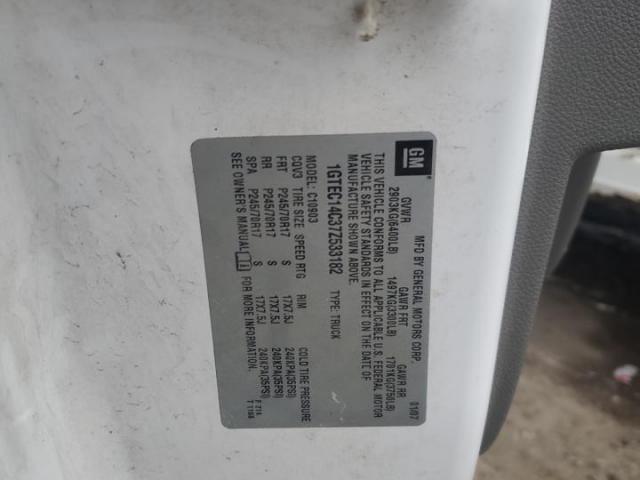 GM
MFD BY GENERAL MOTORS CORP. 01/07
GVWR GAWR FRT GAWR RR
2903KG(6400LB) 1497KG(3300LB) 1701KG(3750LB)
THIS VEHICLE CONFORMS TO ALL APPLICABLE U.S. FEDERAL MOTOR
VEHICLE SAFETY STANDARDS IN EFFECT ON THE DATE OF
MANUFACTURE SHOWN ABOVE.
1GTEC14C37Z533182 TYPE: TRUCK
MODEL: C10903
CQV3 TIRE SIZE SPEED RTG RIM COLD TIRE PRESSURE
FRT P245/70R17 S 17X7.5J 240KPA(35PSI)
RR P245/70R17 S 17X7.5J 240KPA(35PSI)
SPA P245/70R17 S 17X7.5J 240KPA(35PSI)
SEE OWNER'S MANUAL FOR MORE INFORMATION.